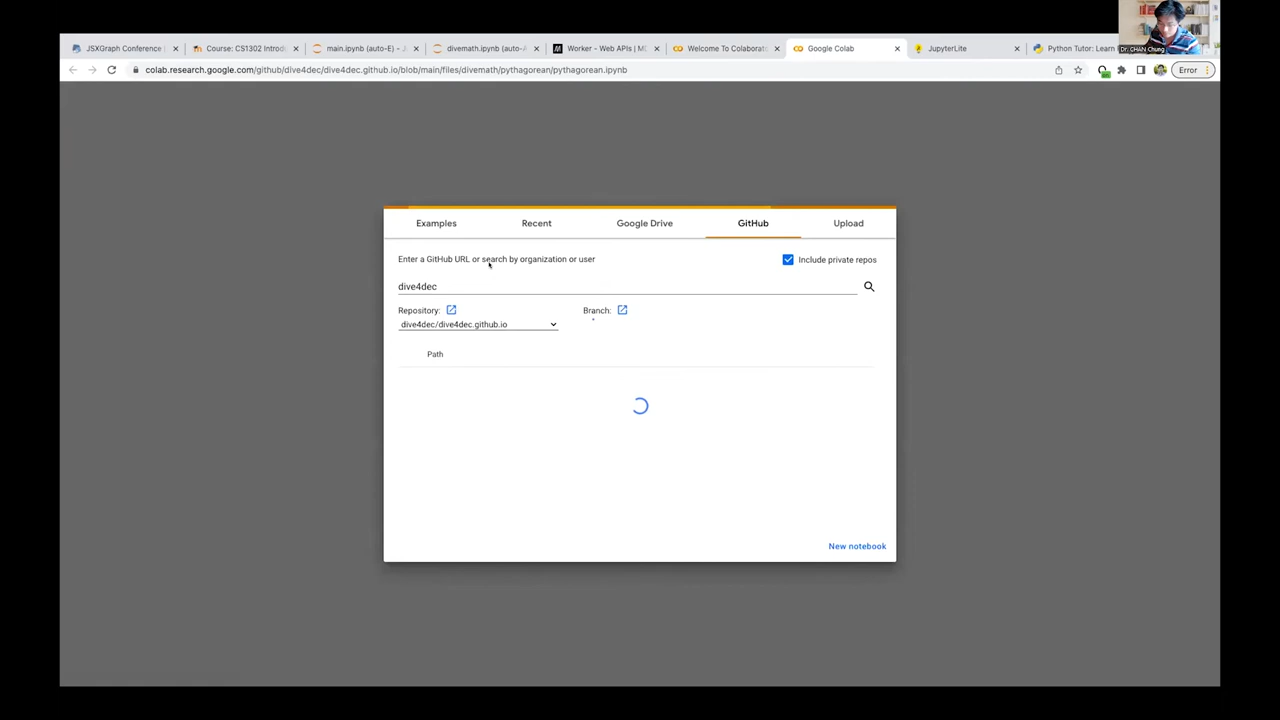 Dr. CHAN Chung
JSXGraph Conference
Course: CS1302 Introdu
main.ipynb (auto-E) - J
divemath.ipynb (auto-
Worker - Web APIs | M
Welcome To Colaborato
Google Colab
JupyterLite
Python Tutor: Learn
colab.research.google.com/github/dive4dec/dive4dec.github.io/blob/main/files/divemath/pythagorean/pythagorean.ipynb
Error
Examples
Recent
Google Drive
GitHub
Upload
Enter a GitHub URL or search by organization or user
Include private repos
dive4dec
Repository:
Branch:
dive4dec/dive4dec.github.io
Path
New notebook